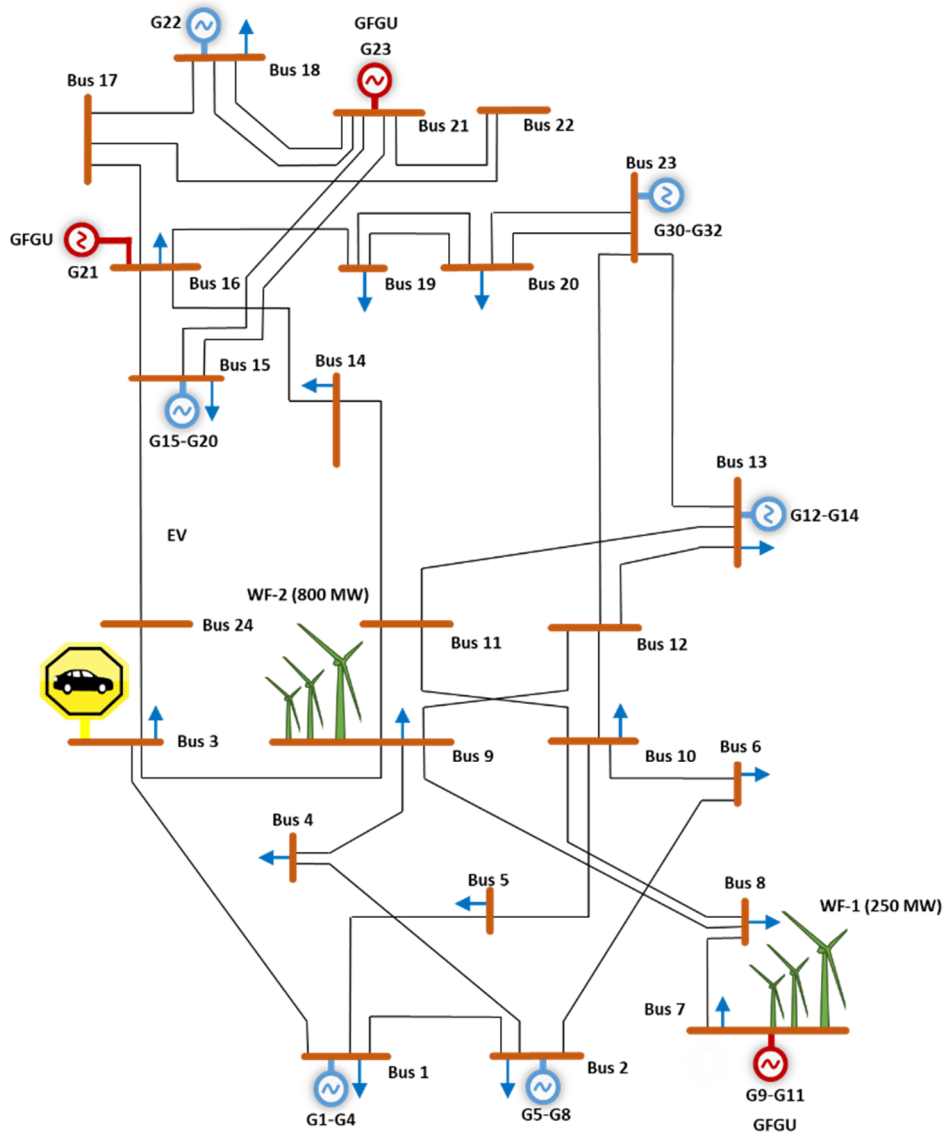 G22
GFGU
G23
Bus 18
Bus 17
Bus 21
Bus 22
Bus 23
G30-G32
GFGU
G21
Bus 16
Bus 19
Bus 20
Bus 15
Bus 14
G15-G20
Bus 13
G12-G14
EV
WF-2 (800 MW)
Bus 24
Bus 11
Bus 12
Bus 3
Bus 9
Bus 10
Bus 6
Bus 4
Bus 5
Bus 8
WF-1 (250 MW)
Bus 7
Bus 1
Bus 2
G1-G4
G5-G8
G9-G11
GFGU